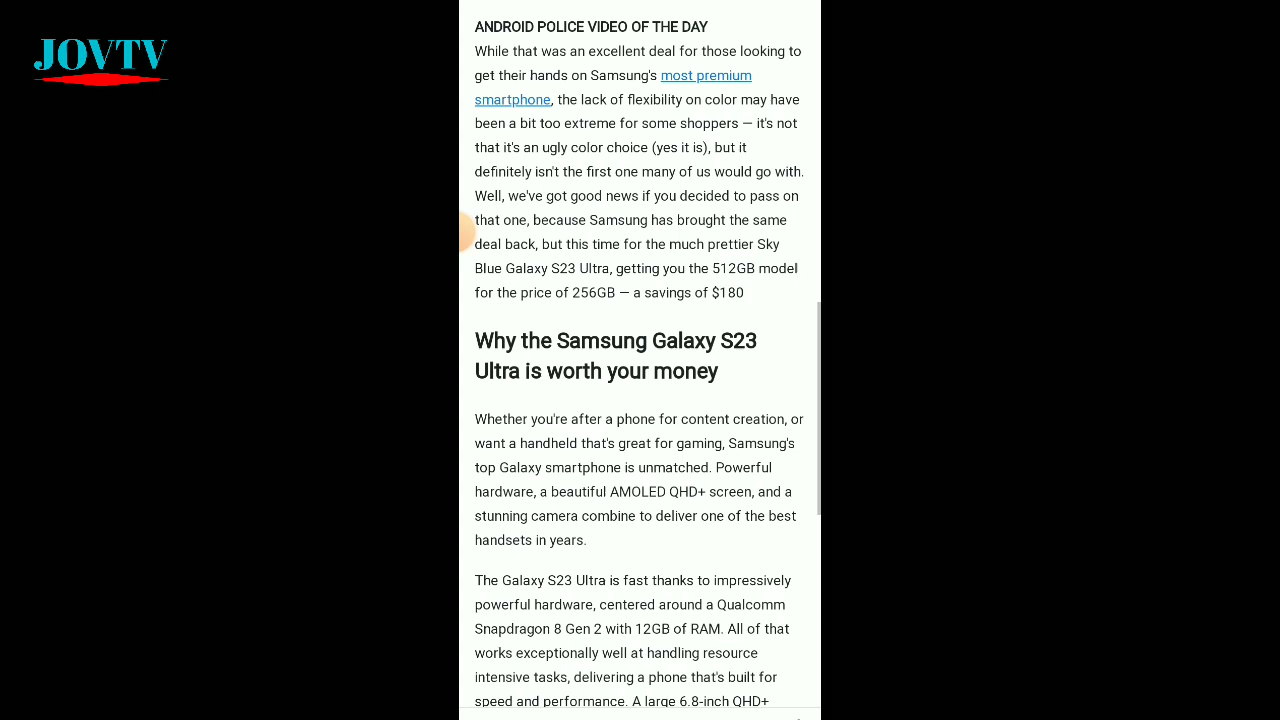 JOVTV
ANDROID POLICE VIDEO OF THE DAY
While that was an excellent deal for those looking to
get their hands on Samsung's most premium
smartphone, the lack of flexibility on color may have
been a bit too extreme for some shoppers — it's not
that it's an ugly color choice (yes it is), but it
definitely isn't the first one many of us would go with.
Well, we've got good news if you decided to pass on
that one, because Samsung has brought the same
deal back, but this time for the much prettier Sky
Blue Galaxy S23 Ultra, getting you the 512GB model
for the price of 256GB — a savings of $180
Why the Samsung Galaxy S23
Ultra is worth your money
Whether you're after a phone for content creation, or
want a handheld that's great for gaming, Samsung's
top Galaxy smartphone is unmatched. Powerful
hardware, a beautiful AMOLED QHD+ screen, and a
stunning camera combine to deliver one of the best
handsets in years.
The Galaxy S23 Ultra is fast thanks to impressively
powerful hardware, centered around a Qualcomm
Snapdragon 8 Gen 2 with 12GB of RAM. All of that
works exceptionally well at handling resource
intensive tasks, delivering a phone that's built for
speed and performance. A large 6.8-inch QHD+